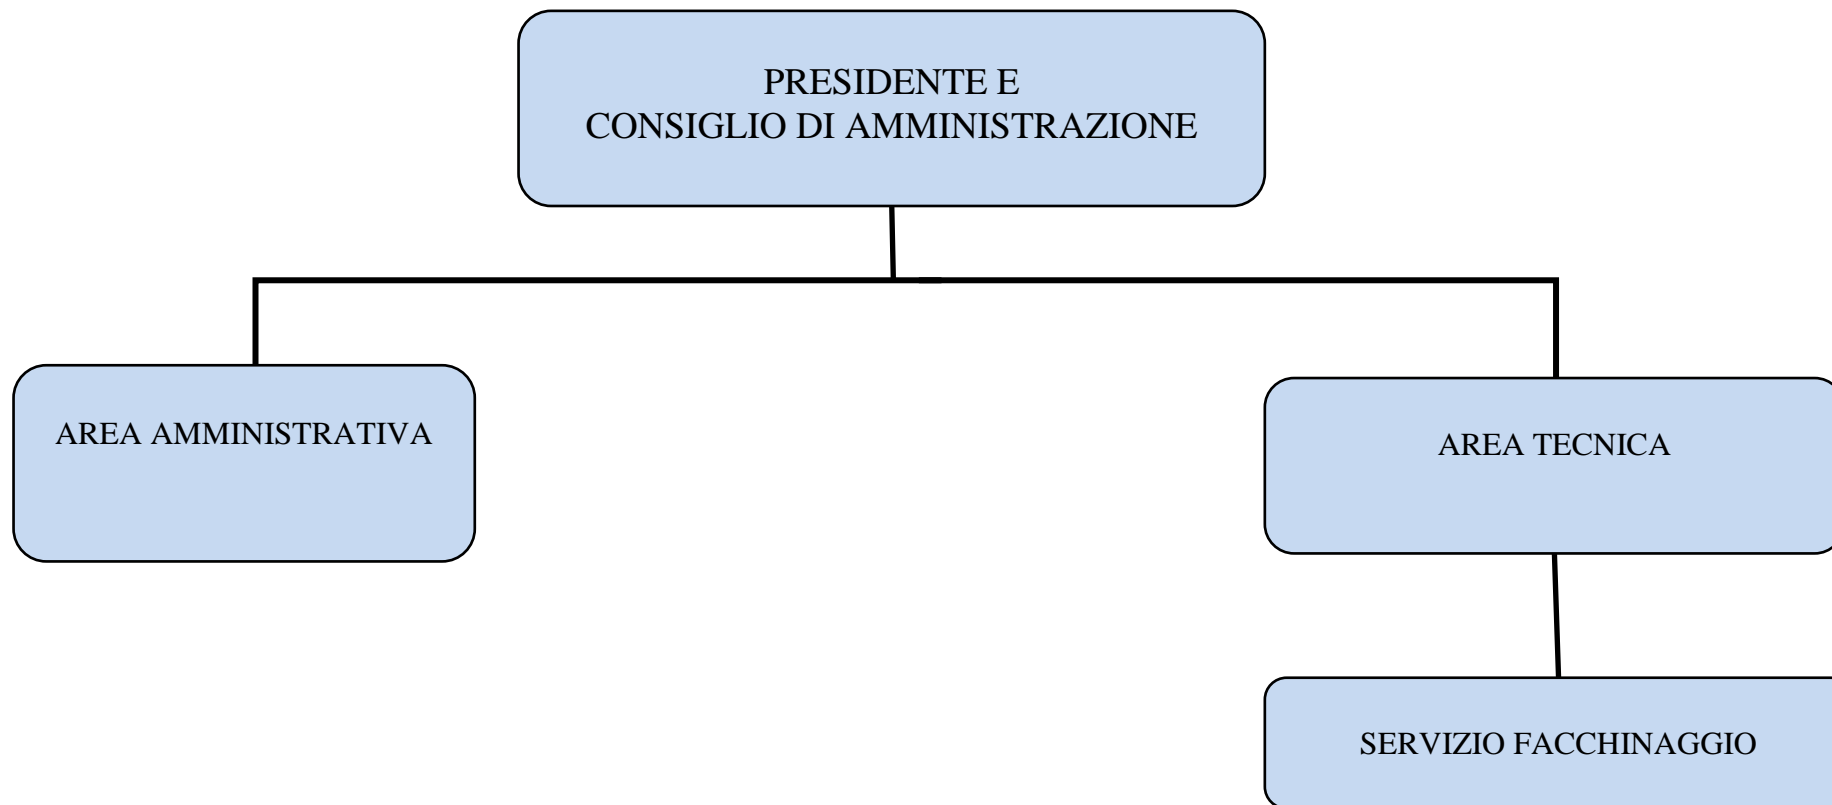 PRESIDENTE E
CONSIGLIO DI AMMINISTRAZIONE
AREA AMMINISTRATIVA
AREA TECNICA
SERVIZIO FACCHINAGGIO